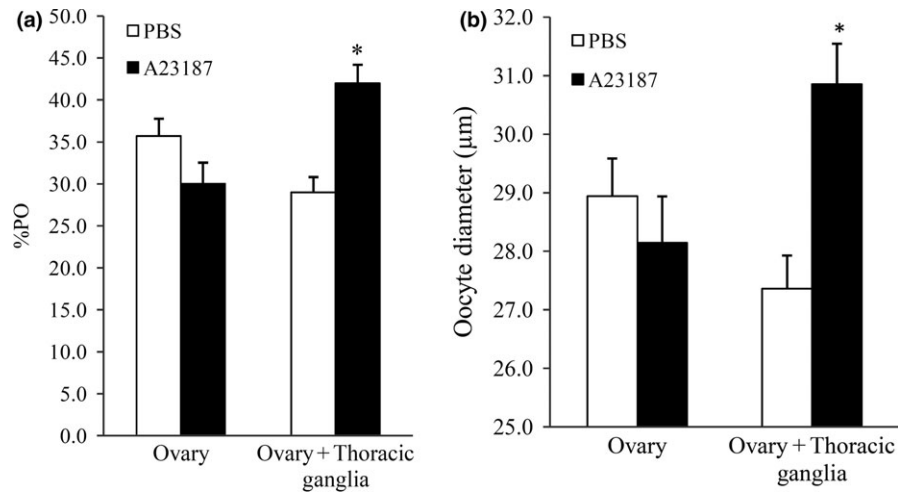 (a)
50.0
45.0
40.0
35.0
30.0
25.0
20.0
15.0
10.0
5.0
0.0
%PO
PBS
A23187
*
Ovary
Ovary + Thoracic
ganglia
(b)
32.0
31.0
30.0
29.0
28.0
27.0
26.0
25.0
Oocyte diameter (μm)
PBS
A23187
*
Ovary
Ovary + Thoracic
ganglia